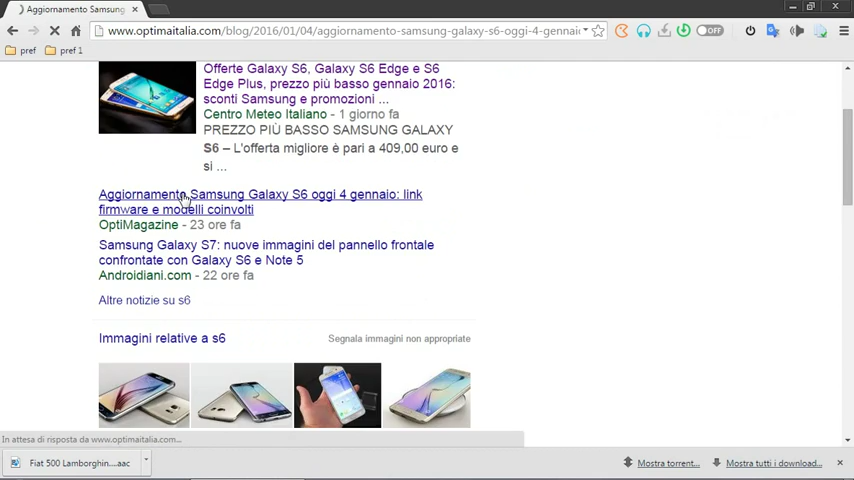 Aggiornamento Samsung
www.optimaitalia.com/blog/2016/01/04/aggiornamento-samsung-galaxy-s6-oggi-4-gennaio
OFF
pref
pref 1
Offerte Galaxy S6, Galaxy S6 Edge e S6
Edge Plus, prezzo più basso gennaio 2016:
sconti Samsung e promozioni ...
Centro Meteo Italiano - 1 giorno fa
PREZZO PIÙ BASSO SAMSUNG GALAXY
S6 – L'offerta migliore è pari a 409,00 euro e
si ...
Aggiornamento Samsung Galaxy S6 oggi 4 gennaio: link
firmware e modelli coinvolti
OptiMagazine - 23 ore fa
Samsung Galaxy S7: nuove immagini del pannello frontale
confrontate con Galaxy S6 e Note 5
Androidiani.com - 22 ore fa
Altre notizie su s6
Immagini relative a s6
Segnala immagini non appropriate
In attesa di risposta da www.optimaitalia.com...
Fiat 500 Lamborghin....aac
Mostra torrent...
Mostra tutti i download...